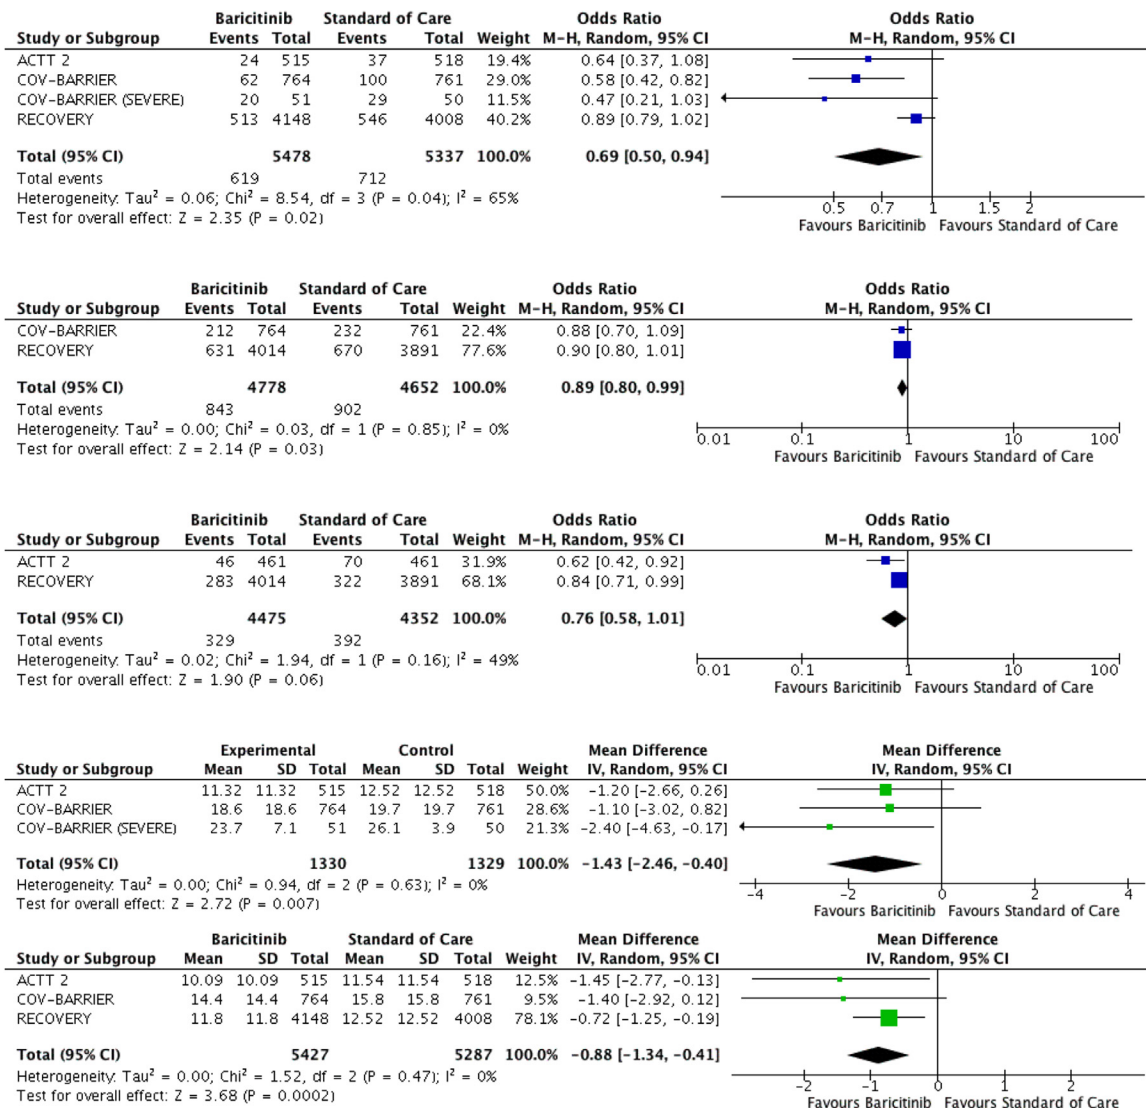 Baricitinib Standard of Care Odds Ratio Odds Ratio
Study or Subgroup Events Total Events Total Weight M-H, Random, 95% CI M-H, Random, 95% CI
ACTT 2 24 515 37 518 19.4% 0.64 [0.37, 1.08]
COV-BARRIER 62 764 100 761 29.0% 0.58 [0.42, 0.82]
COV-BARRIER (SEVERE) 20 51 29 50 11.5% 0.47 [0.21, 1.03]
RECOVERY 513 4148 546 4008 40.2% 0.89 [0.79, 1.02]
Total (95% CI) 5478 5337 100.0% 0.69 [0.50, 0.94]
Total events 619 712
Heterogeneity: Tau² = 0.06; Chi² = 8.54, df = 3 (P = 0.04); I² = 65%
Test for overall effect: Z = 2.35 (P = 0.02)
0.5 0.7 1 1.5 2
Favours Baricitinib Favours Standard of Care
Baricitinib Standard of Care Odds Ratio Odds Ratio
Study or Subgroup Events Total Events Total Weight M-H, Random, 95% CI M-H, Random, 95% CI
COV-BARRIER 212 764 232 761 22.4% 0.88 [0.70, 1.09]
RECOVERY 631 4014 670 3891 77.6% 0.90 [0.80, 1.01]
Total (95% CI) 4778 4652 100.0% 0.89 [0.80, 0.99]
Total events 843 902
Heterogeneity: Tau² = 0.00; Chi² = 0.03, df = 1 (P = 0.85); I² = 0%
Test for overall effect: Z = 2.14 (P = 0.03)
0.01 0.1 1 10 100
Favours Baricitinib Favours Standard of Care
Baricitinib Standard of Care Odds Ratio Odds Ratio
Study or Subgroup Events Total Events Total Weight M-H, Random, 95% CI M-H, Random, 95% CI
ACTT 2 46 461 70 461 31.9% 0.62 [0.42, 0.92]
RECOVERY 283 4014 322 3891 68.1% 0.84 [0.71, 0.99]
Total (95% CI) 4475 4352 100.0% 0.76 [0.58, 1.01]
Total events 329 392
Heterogeneity: Tau² = 0.02; Chi² = 1.94, df = 1 (P = 0.16); I² = 49%
Test for overall effect: Z = 1.90 (P = 0.06)
0.01 0.1 1 10 100
Favours Baricitinib Favours Standard of Care
Experimental Control Mean Difference Mean Difference
Study or Subgroup Mean SD Total Mean SD Total Weight IV, Random, 95% CI IV, Random, 95% CI
ACTT 2 11.32 11.32 515 12.52 12.52 518 50.0% -1.20 [-2.66, 0.26]
COV-BARRIER 18.6 18.6 764 19.7 19.7 761 28.6% -1.10 [-3.02, 0.82]
COV-BARRIER (SEVERE) 23.7 7.1 51 26.1 3.9 50 21.3% -2.40 [-4.63, -0.17]
Total (95% CI) 1330 1329 100.0% -1.43 [-2.46, -0.40]
Heterogeneity: Tau² = 0.00; Chi² = 0.94, df = 2 (P = 0.63); I² = 0%
Test for overall effect: Z = 2.72 (P = 0.007)
-4 -2 0 2 4
Favours Baricitinib Favours Standard of Care
Baricitinib Standard of Care Mean Difference Mean Difference
Study or Subgroup Mean SD Total Mean SD Total Weight IV, Random, 95% CI IV, Random, 95% CI
ACTT 2 10.09 10.09 515 11.54 11.54 518 12.5% -1.45 [-2.77, -0.13]
COV-BARRIER 14.4 14.4 764 15.8 15.8 761 9.5% -1.40 [-2.92, 0.12]
RECOVERY 11.8 11.8 4148 12.52 12.52 4008 78.1% -0.72 [-1.25, -0.19]
Total (95% CI) 5427 5287 100.0% -0.88 [-1.34, -0.41]
Heterogeneity: Tau² = 0.00; Chi² = 1.52, df = 2 (P = 0.47); I² = 0%
Test for overall effect: Z = 3.68 (P = 0.0002)
-2 -1 0 1 2
Favours Baricitinib Favours Standard of Care